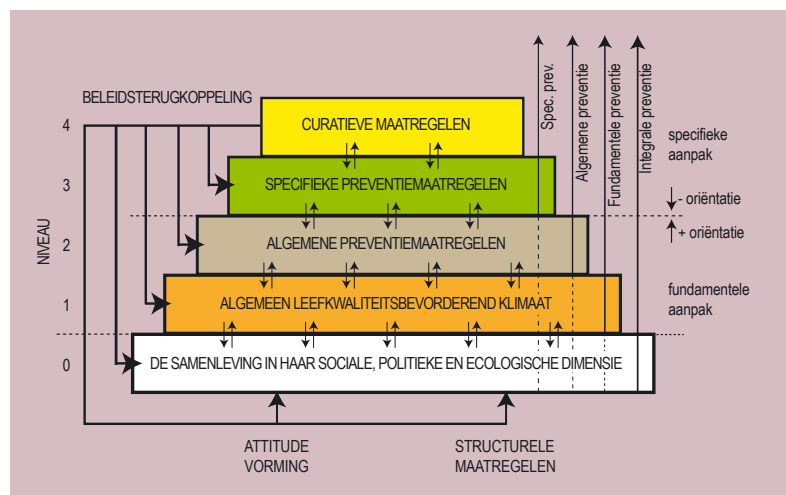 BELEIDSTERUGKOPPELING
NIVEAU
4
CURATIEVE MAATREGELEN
3
SPECIFIEKE PREVENTIEMAATREGELEN
2
ALGEMENE PREVENTIEMAATREGELEN
1
ALGEMEEN LEEFKWALITEITSBEVORDEREND KLIMAAT
0
DE SAMENLEVING IN HAAR SOCIALE, POLITIEKE EN ECOLOGISCHE DIMENSIE
Spec. prev.
Algemene preventie
Fundamentele preventie
Integrale preventie
specifieke
aanpak
- oriëntatie
+ oriëntatie
fundamentele
aanpak
ATTITUDE
VORMING
STRUCTURELE
MAATREGELEN